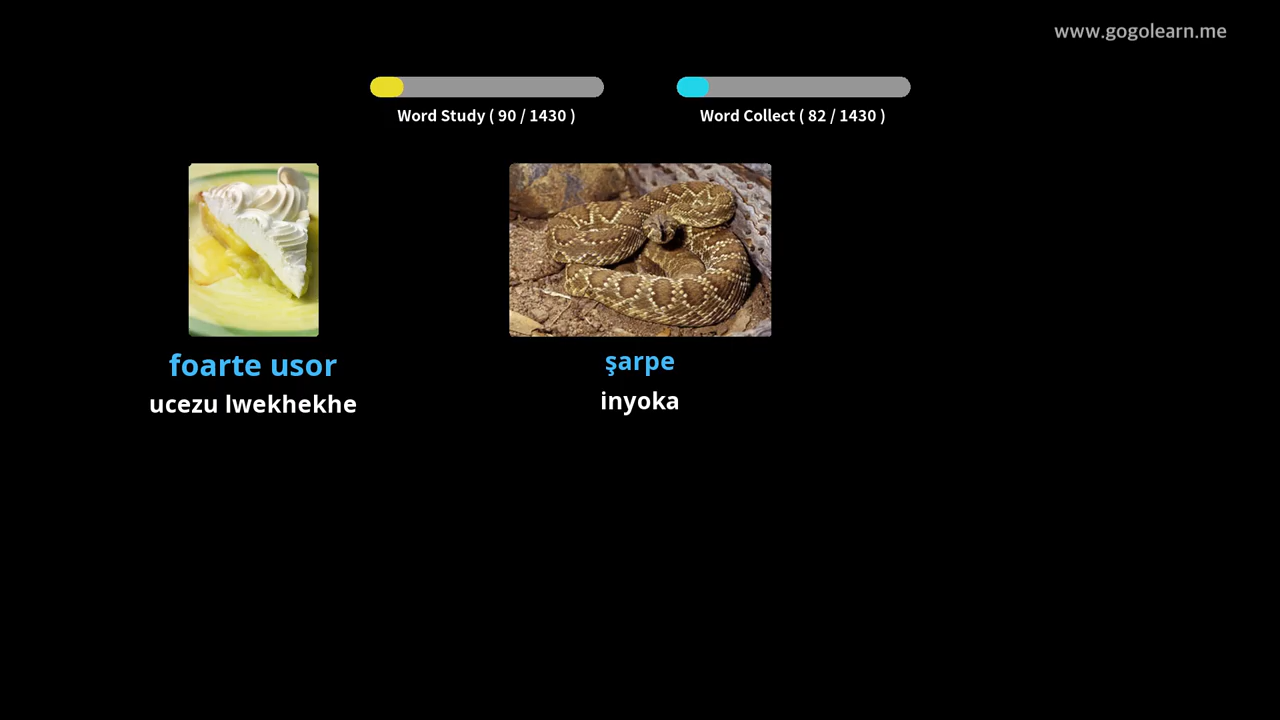 www.gogolearn.me
Word Study ( 90 / 1430 )
Word Collect ( 82 / 1430 )
foarte usor
ucezu lwekhekhe
şarpe
inyoka